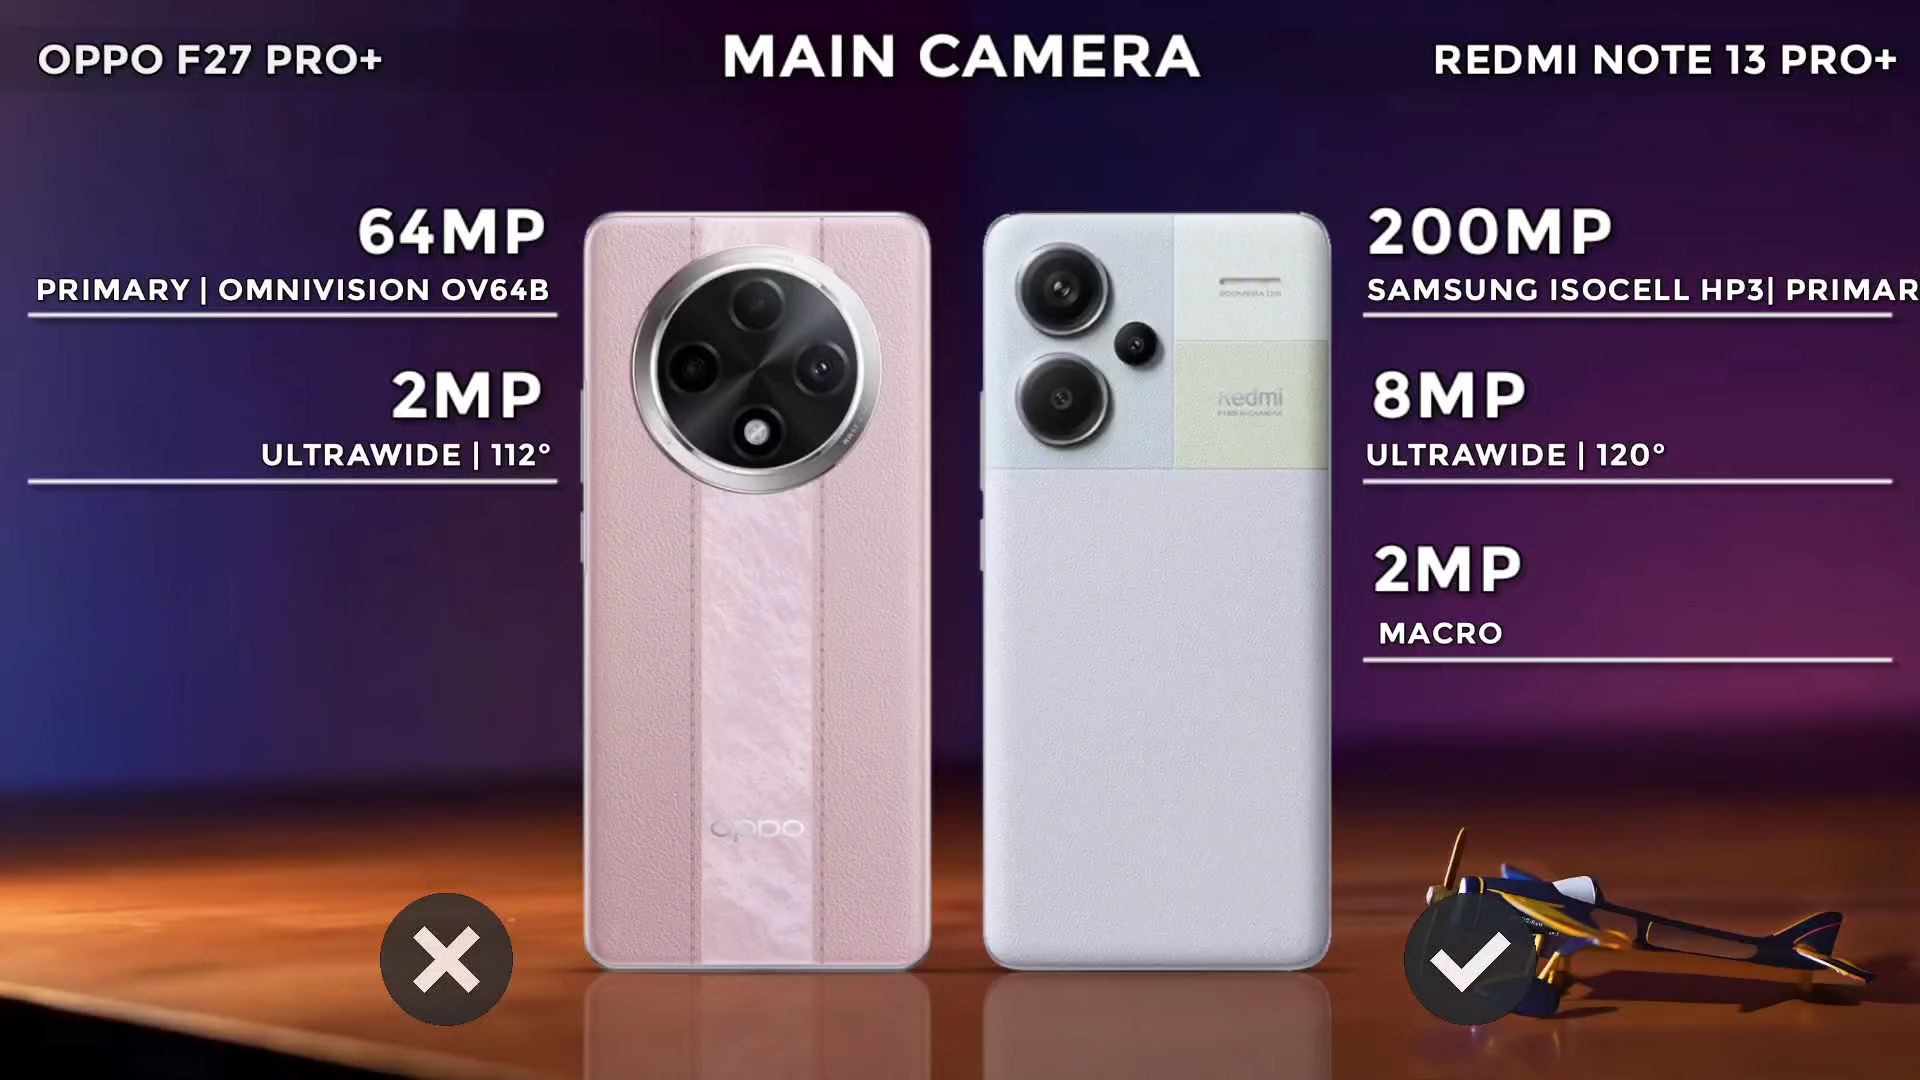 OPPO F27 PRO+
MAIN CAMERA
REDMI NOTE 13 PRO+
64MP
PRIMARY | OMNIVISION OV64B
2MP
ULTRAWIDE | 112°
200MP
SAMSUNG ISOCELL HP3| PRIMAR
8MP
ULTRAWIDE | 120°
2MP
MACRO
Redmi
oppo